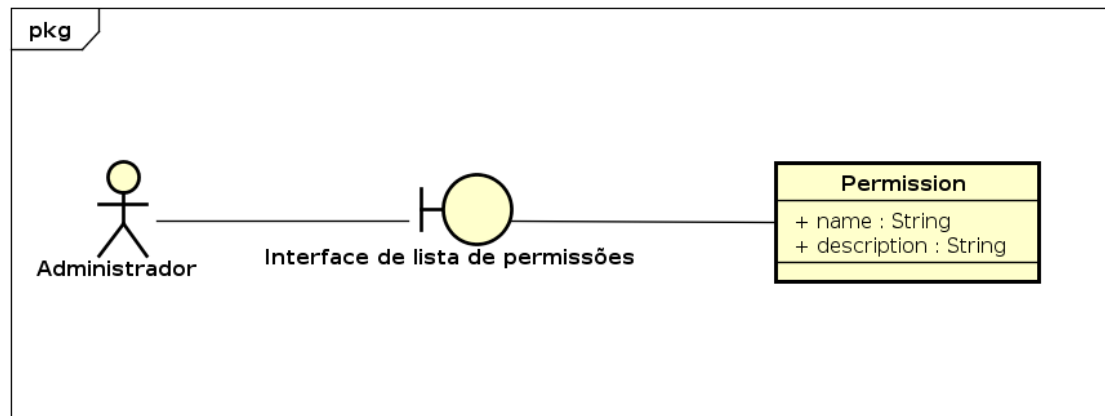 pkg
Administrador
Interface de lista de permissões
Permission
+ name : String
+ description : String